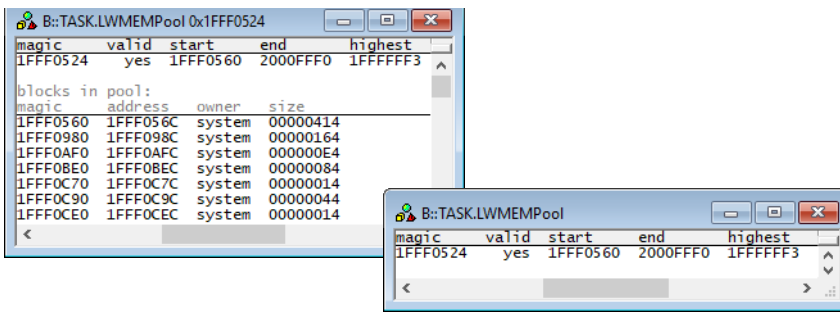 B::TASK.LWMEMPool 0x1FFF0524
magic valid start end highest
1FFF0524 yes 1FFF0560 2000FFF0 1FFFFFF3
blocks in pool:
magic address owner size
1FFF0560 1FFF056C system 00000414
1FFF0980 1FFF098C system 00000164
1FFF0AF0 1FFF0AFC system 000000E4
1FFF0BE0 1FFF0BEC system 00000084
1FFF0C70 1FFF0C7C system 00000014
1FFF0C90 1FFF0C9C system 00000044
1FFF0CE0 1FFF0CEC system 00000014
B::TASK.LWMEMPool
magic valid start end highest
1FFF0524 yes 1FFF0560 2000FFF0 1FFFFFF3